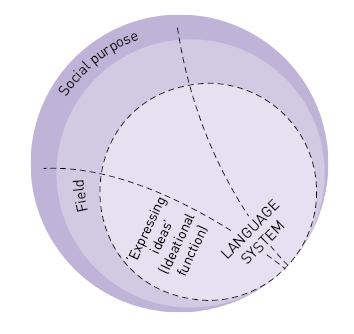 Social purpose
Field
'Expressing
ideas'
(Ideational
function)
LANGUAGE
SYSTEM